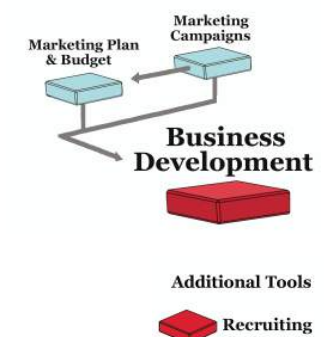 Marketing
Campaigns
Marketing Plan
& Budget
Business
Development
Additional Tools
Recruiting